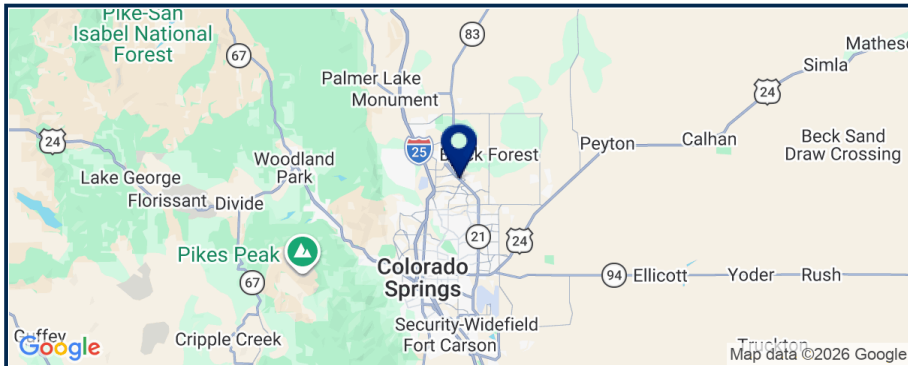 Pike-San
Isabel National
Forest
67
83
Matheson
Simla
24
Palmer Lake
Monument
24
25
Black Forest
Peyton
Calhan
Beck Sand
Draw Crossing
Woodland
Park
Lake George
Florissant
Divide
Pikes Peak
21
24
67
Colorado
Springs
94
Ellicott
Yoder
Rush
Guffey
Cripple Creek
Security-Widefield
Fort Carson
Truckton
Google
Map data ©2026 Google